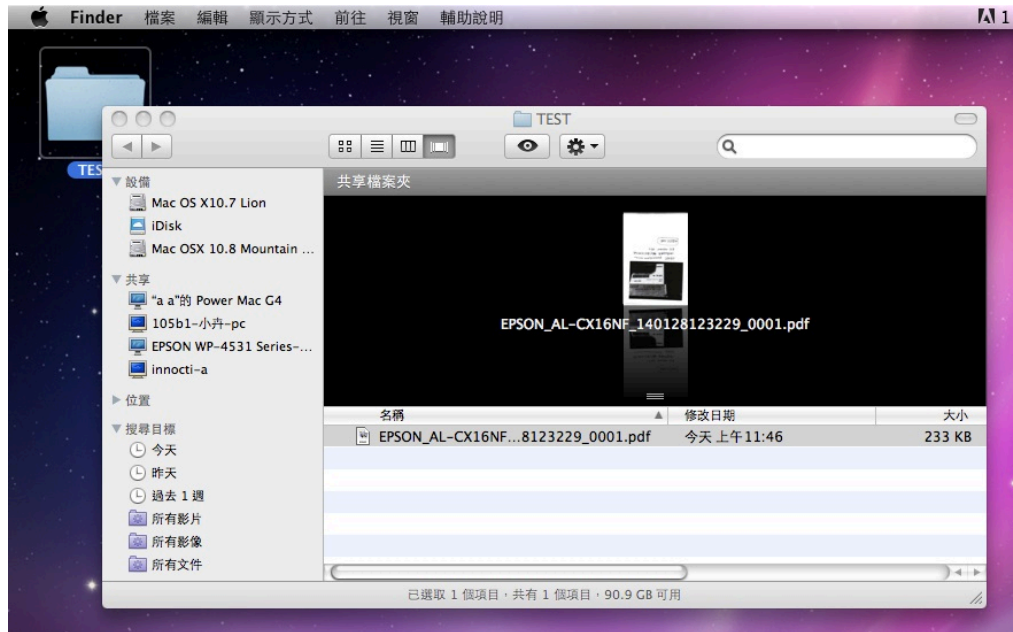 Finder 檔案 編輯 顯示方式 前往 視窗 輔助說明 1
TEST
TES
設備
Mac OS X10.7 Lion
iDisk
Mac OSX 10.8 Mountain ...
共享
“a a”的 Power Mac G4
105b1-小卉-pc
EPSON WP-4531 Series-...
innocti-a
位置
搜尋目標
今天
昨天
過去 1 週
所有影片
所有影像
所有文件
共享檔案夾
EPSON_AL-CX16NF_140128123229_0001.pdf
名稱 修改日期 大小
EPSON_AL-CX16NF...8123229_0001.pdf 今天 上午11:46 233 KB
已選取 1 個項目，共有 1 個項目，90.9 GB 可用